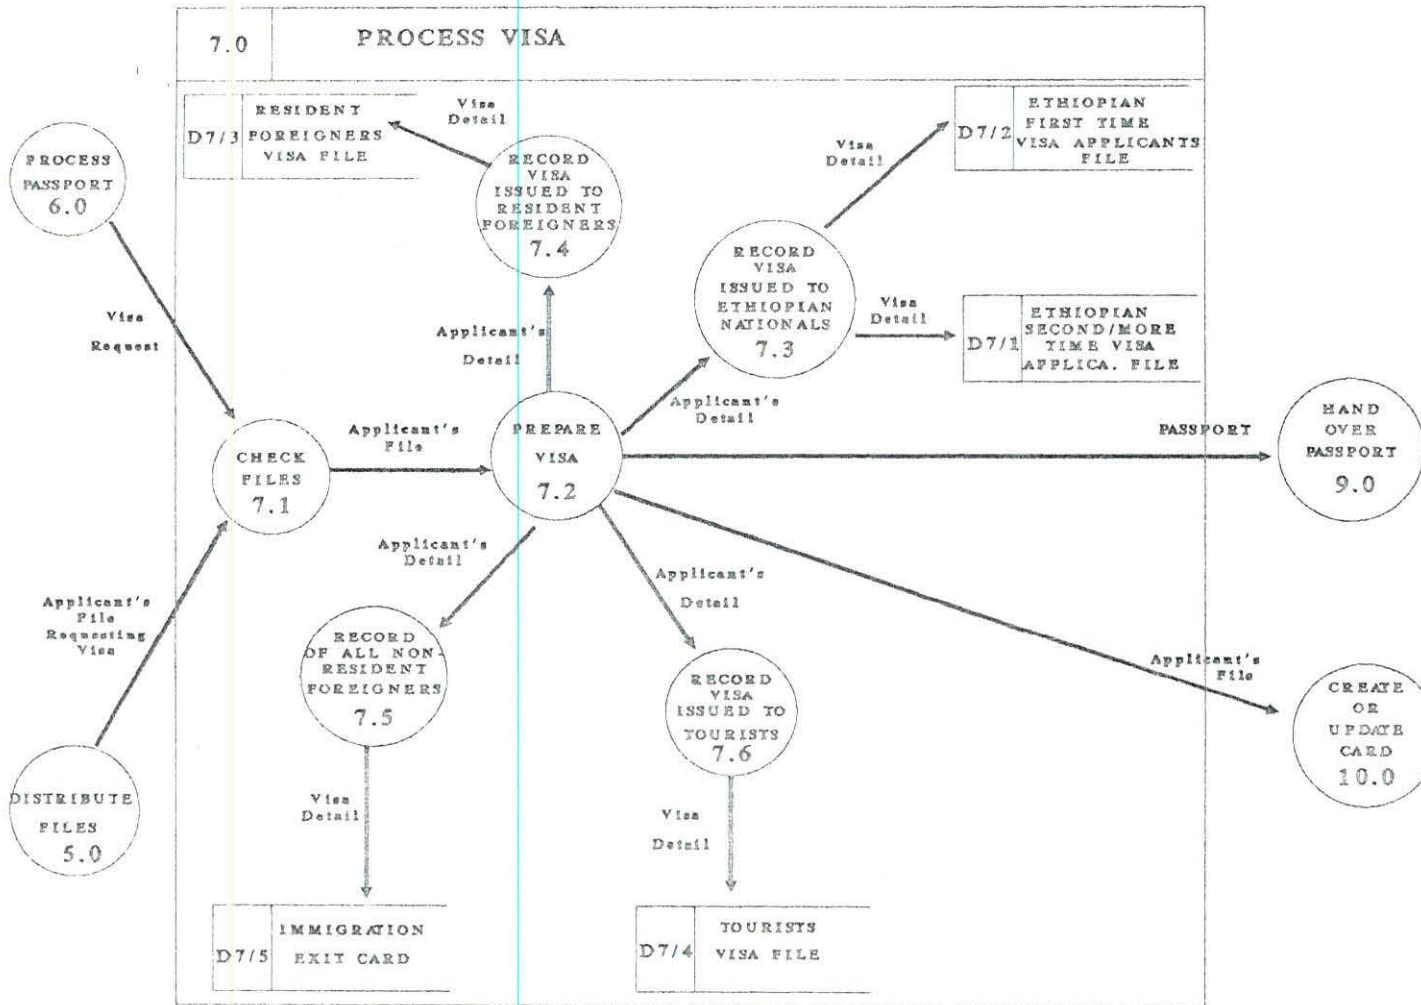 7.0
PROCESS VISA
D7/3
RESIDENT
FOREIGNERS
VISA FILE
Visa
Detail
D7/2
ETHIOPIAN
FIRST TIME
VISA APPLICANTS
FILE
PROCESS
PASSPORT
6.0
RECORD
VISA
ISSUED TO
RESIDENT
FOREIGNERS
7.4
Visa
Detail
RECORD
VISA
ISSUED TO
ETHIOPIAN
NATIONALS
7.3
Visa
Detail
D7/1
ETHIOPIAN
SECOND/MORE
TIME VISA
APPLICA. FILE
Visa
Request
Applicant's
Detail
Applicant's
Detail
CHECK
FILES
7.1
Applicant's
File
PREPARE
VISA
7.2
PASSPORT
HAND
OVER
PASSPORT
9.0
Applicant's
Detail
Applicant's
Detail
Applicant's
File
Requesting
Visa
RECORD
OF ALL NON-
RESIDENT
FOREIGNERS
7.5
RECORD
VISA
ISSUED TO
TOURISTS
7.6
Applicant's
File
CREATE
OR
UPDATE
CARD
10.0
DISTRIBUTE
FILES
5.0
Visa
Detail
Visa
Detail
D7/5
IMMIGRATION
EXIT CARD
D7/4
TOURISTS
VISA FILE